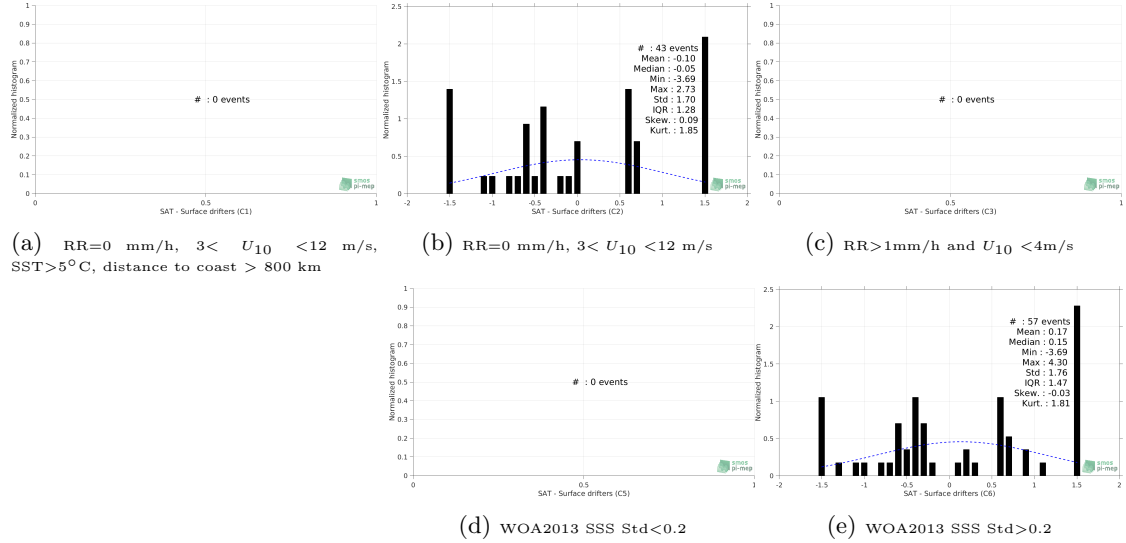 1
0.9
0.8
0.7
0.6
0.5
0.4
0.3
0.2
0.1
0
0 0.5 1
Normalized histogram
# : 0 events
SAT - Surface drifters (C1)
smos
pi-mep
2.5
2
1.5
1
0.5
0
-2 -1.5 -1 -0.5 0 0.5 1 1.5 2
Normalized histogram
# : 43 events
Mean : -0.10
Median : -0.05
Min : -3.69
Max : 2.73
Std : 1.70
IQR : 1.28
Skew. : 0.09
Kurt. : 1.85
SAT - Surface drifters (C2)
smos
pi-mep
1
0.9
0.8
0.7
0.6
0.5
0.4
0.3
0.2
0.1
0
0 0.5 1
Normalized histogram
# : 0 events
SAT - Surface drifters (C3)
smos
pi-mep
(a) RR=0 mm/h, 3< U10 <12 m/s,
SST>5°C, distance to coast > 800 km
(b) RR=0 mm/h, 3< U10 <12 m/s
(c) RR>1mm/h and U10 <4m/s
1
0.9
0.8
0.7
0.6
0.5
0.4
0.3
0.2
0.1
0
0 0.5 1
Normalized histogram
# : 0 events
SAT - Surface drifters (C5)
smos
pi-mep
2.5
2
1.5
1
0.5
0
-2 -1.5 -1 -0.5 0 0.5 1 1.5 2
Normalized histogram
# : 57 events
Mean : 0.17
Median : 0.15
Min : -3.69
Max : 4.30
Std : 1.76
IQR : 1.47
Skew. : -0.03
Kurt. : 1.81
SAT - Surface drifters (C6)
smos
pi-mep
(d) WOA2013 SSS Std<0.2
(e) WOA2013 SSS Std>0.2